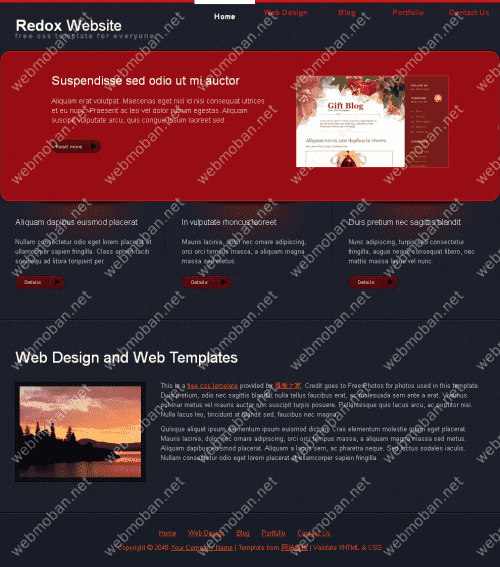 Home Web Design Blog Portfolio Contact Us
Redox Website
free css template for everyone
Suspendisse sed odio ut mi auctor
Aliquam erat volutpat. Maecenas eget nisl id nisi consequat ultrices
et eu nunc. Praesent ac leo vel dolor pulvinar egestas. Aliquam
suscipit vulputate arcu, quis congue ipsum laoreet sed.
Read more
Gift Blog
Aliquam lorem ante dapibus in viverra
Aliquam dapibus euismod placerat
Nullam consectetur odio eget lorem placerat et
ullamcorper sapien fringilla. Class aptent taciti
sociosqu ad litora torquent per.
Details
In vulputate rhoncus laoreet
Mauris lacinia, dolor nec ornare adipiscing,
orci orci tempus massa, a aliquam magna
massa sed metus.
Details
Duis pretium nec sagittis blandit
Nunc adipiscing, turpis sed consectetur
fringilla, augue neque consequat libero, nec
mattis massa lacus vel nunc.
Details
Web Design and Web Templates
This is a free css template provided by Credit goes to Free Photos for photos used in this template.
Duis pretium, odio nec sagittis blandit, nulla tellus faucibus erat, ac malesuada sem ante a erat. Vivamus
pulvinar metus vel mauris auctor non suscipit turpis posuere. Pellentesque quis lacus arcu, ac porttitor nisi.
Nulla lacus leo, tincidunt at blandit sed, faucibus nec magna.
Quisque aliquet ipsum elementum ipsum euismod dictum. Cras elementum molestie quam eget placerat.
Mauris lacinia, dolor nec ornare adipiscing, orci orci tempus massa, a aliquam magna massa sed metus.
Aliquam dapibus euismod placerat. Aliquam a lacus sem, ac pharetra neque. Sed luctus sodales iaculis.
Nullam consectetur odio eget lorem placerat et ullamcorper sapien fringilla.
Home Web Design Blog Portfolio Contact Us
Copyright © 2048 Your Company Name | Template from | Validate XHTML & CSS
webmoban.net